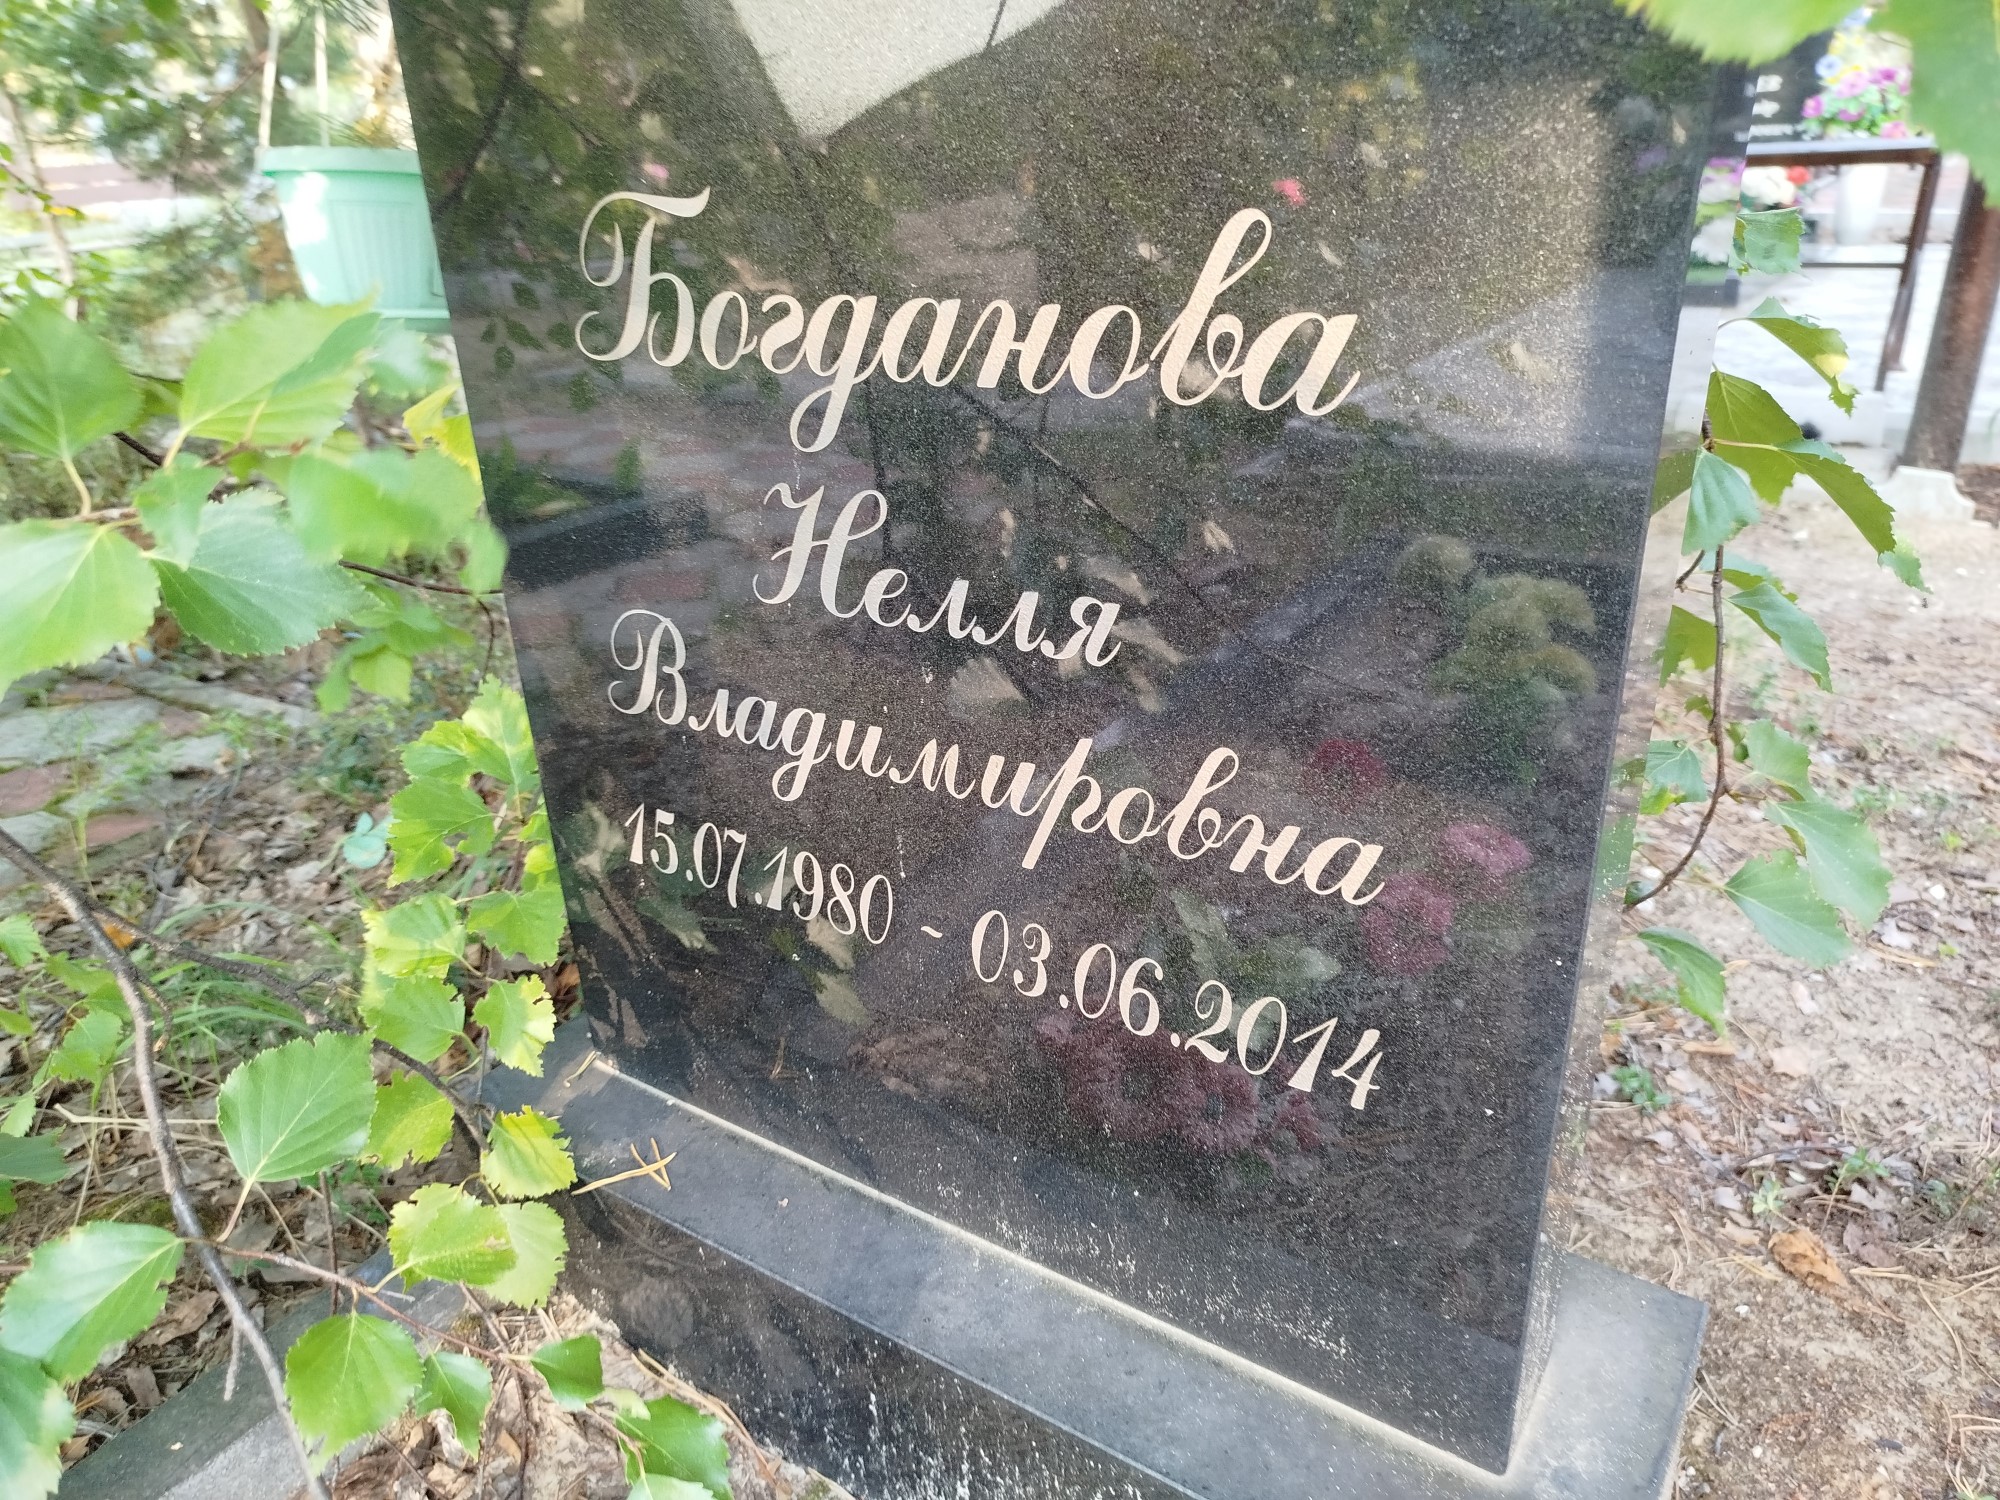 Богданова
Нелля
Владимировна
15.07.1980 - 03.06.2014